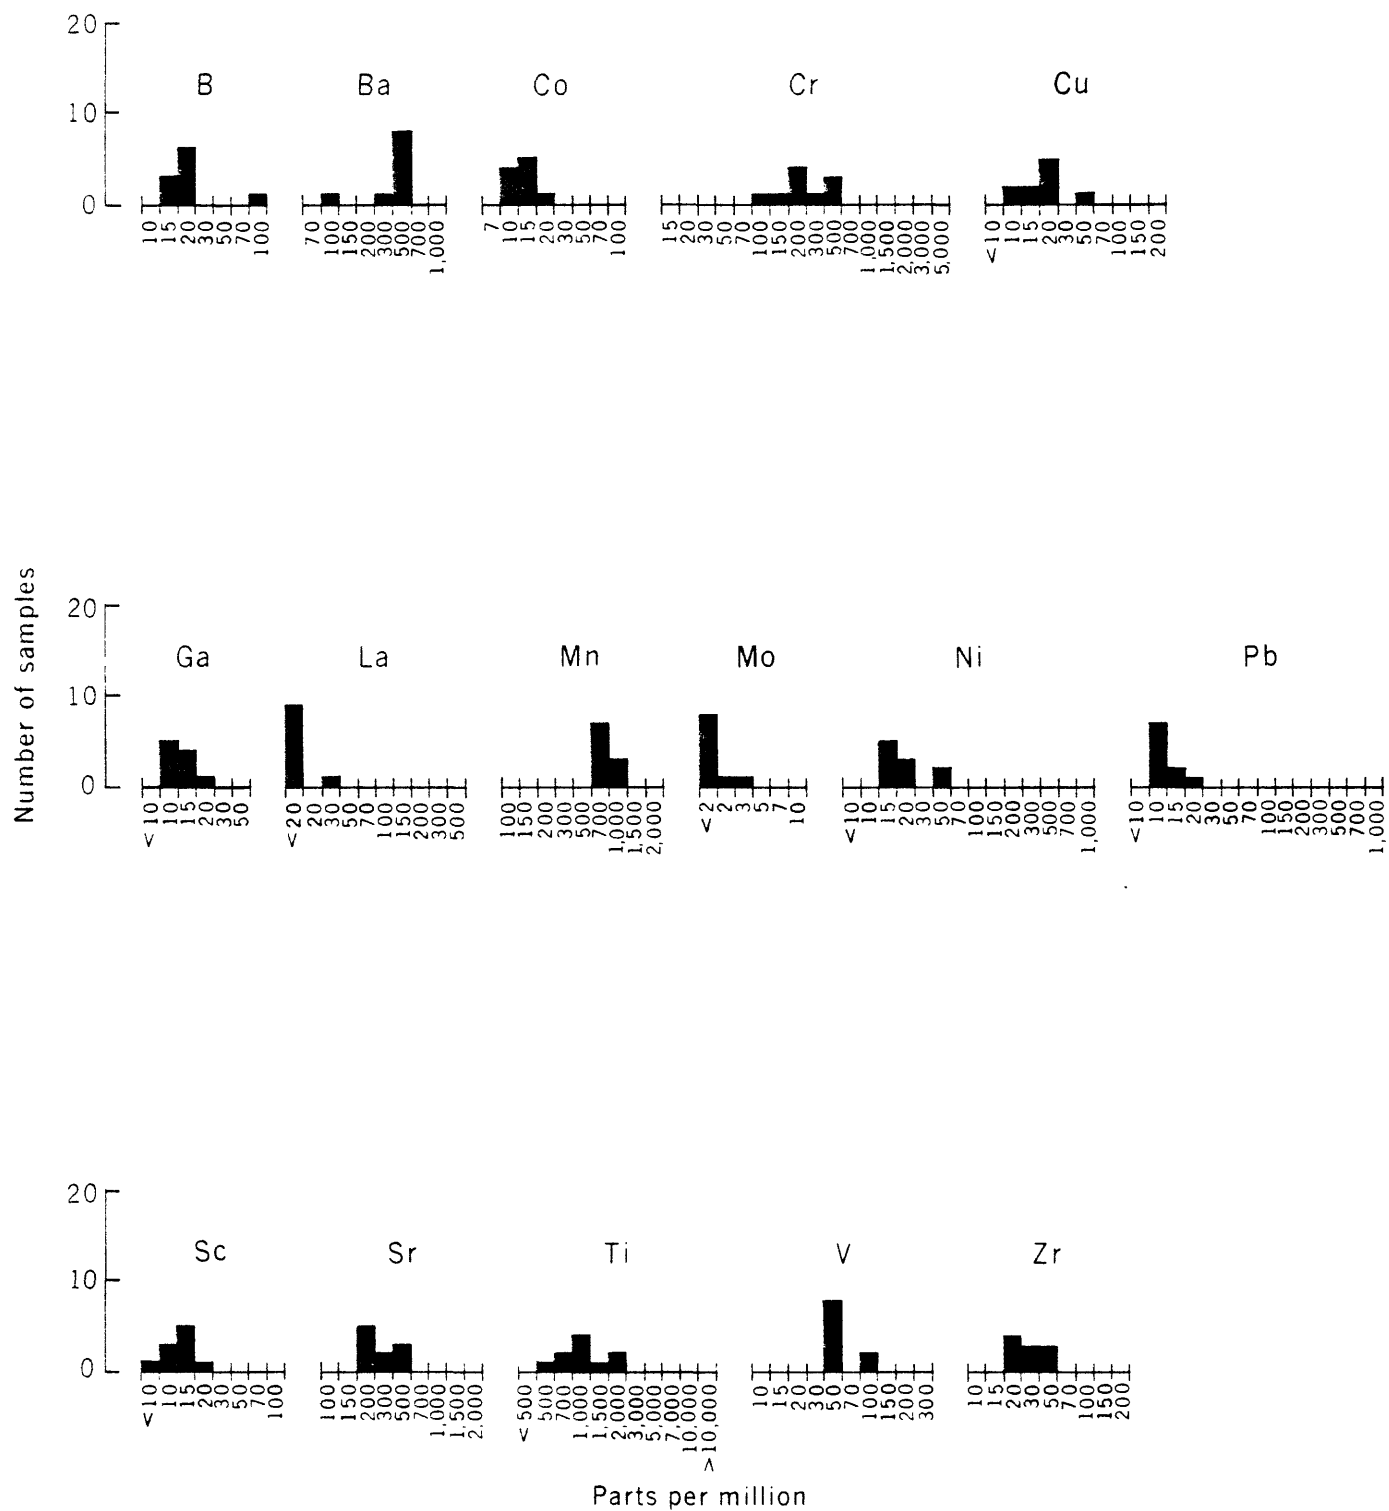 20
B Ba Co Cr Cu
10
0
10 15 20 30 50 70 100 70 100 150 200 300 500 700 1,000 7 10 15 20 30 50 70 100 15 20 30 50 70 100 150 200 300 500 700 1,000 1,500 2,000 3,000 5,000 <10 10 15 20 30 50 70 100 150 200
Number of samples
20
Ga La Mn Mo Ni Pb
10
0
<10 10 15 20 30 50 <20 20 30 50 70 100 150 200 300 500 100 150 200 300 500 700 1,000 1,500 2,000 <2 2 3 5 7 10 <10 10 15 20 30 50 70 100 150 200 300 500 700 1,000 <10 10 15 20 30 50 70 100 150 200 300 500 700 1,000
20
Sc Sr Ti V Zr
10
0
<10 10 15 20 30 50 70 100 100 150 200 300 500 700 1,000 1,500 2,000 <500 500 700 1,000 1,500 2,000 3,000 5,000 7,000 10,000 >10,000 10 15 20 30 50 70 100 150 200 300 10 15 20 30 50 70 100 150 200
Parts per million